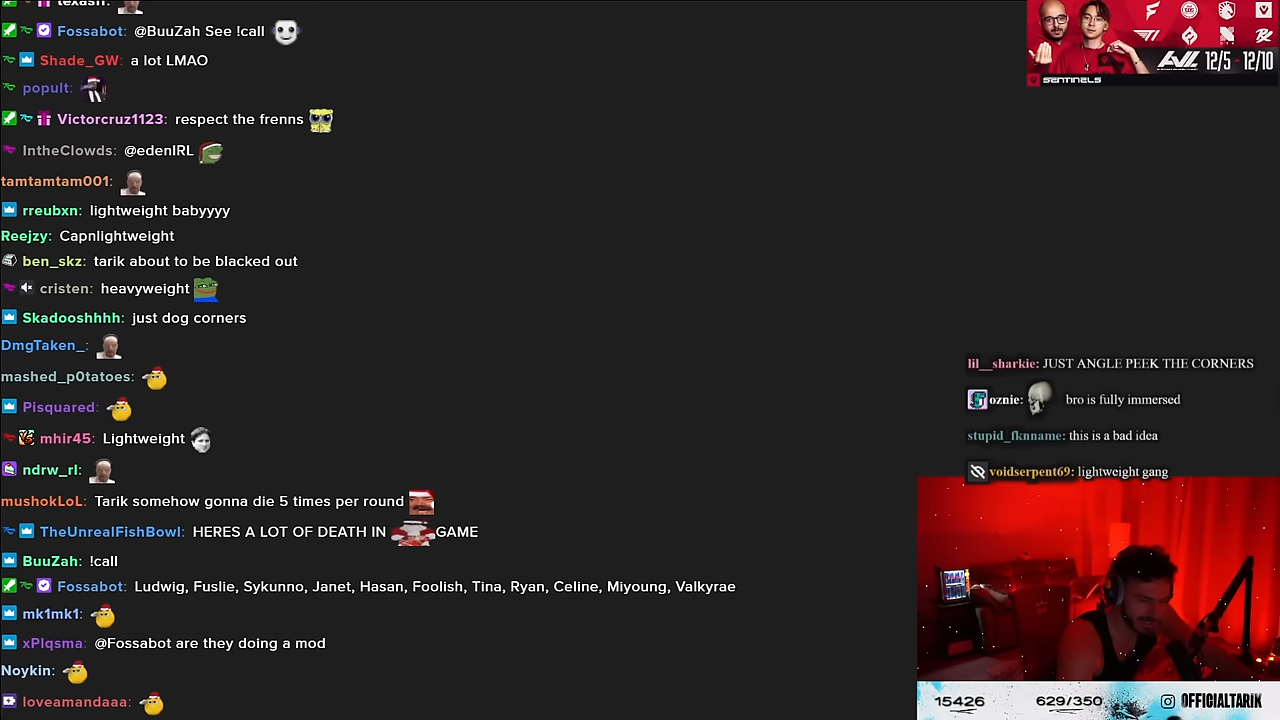 texasff:
Fossabot: @BuuZah See !call
Shade_GW: a lot LMAO
popult:
Victorcruz1123: respect the frenns
IntheClowds: @edenIRL
tamtamtam001:
rreubxn: lightweight babyyyy
Reejzy: Capnlightweight
ben_skz: tarik about to be blacked out
cristen: heavyweight
Skadooshhhh: just dog corners
DmgTaken_:
mashed_p0tatoes:
Pisquared:
mhir45: Lightweight
ndrw_rl:
mushokLoL: Tarik somehow gonna die 5 times per round
TheUnrealFishBowl: HERES A LOT OF DEATH IN GAME
BuuZah: !call
Fossabot: Ludwig, Fuslie, Sykunno, Janet, Hasan, Foolish, Tina, Ryan, Celine, Miyoung, Valkyrae
mk1mk1:
xPlqsma: @Fossabot are they doing a mod
Noykin:
loveamandaaa:
AVL 12/5 - 12/10
SENTINELS
lil__sharkie: JUST ANGLE PEEK THE CORNERS
oznie: bro is fully immersed
stupid_fknname: this is a bad idea
voidserpent69: lightweight gang
15426 629/350 OFFICIALTARIK